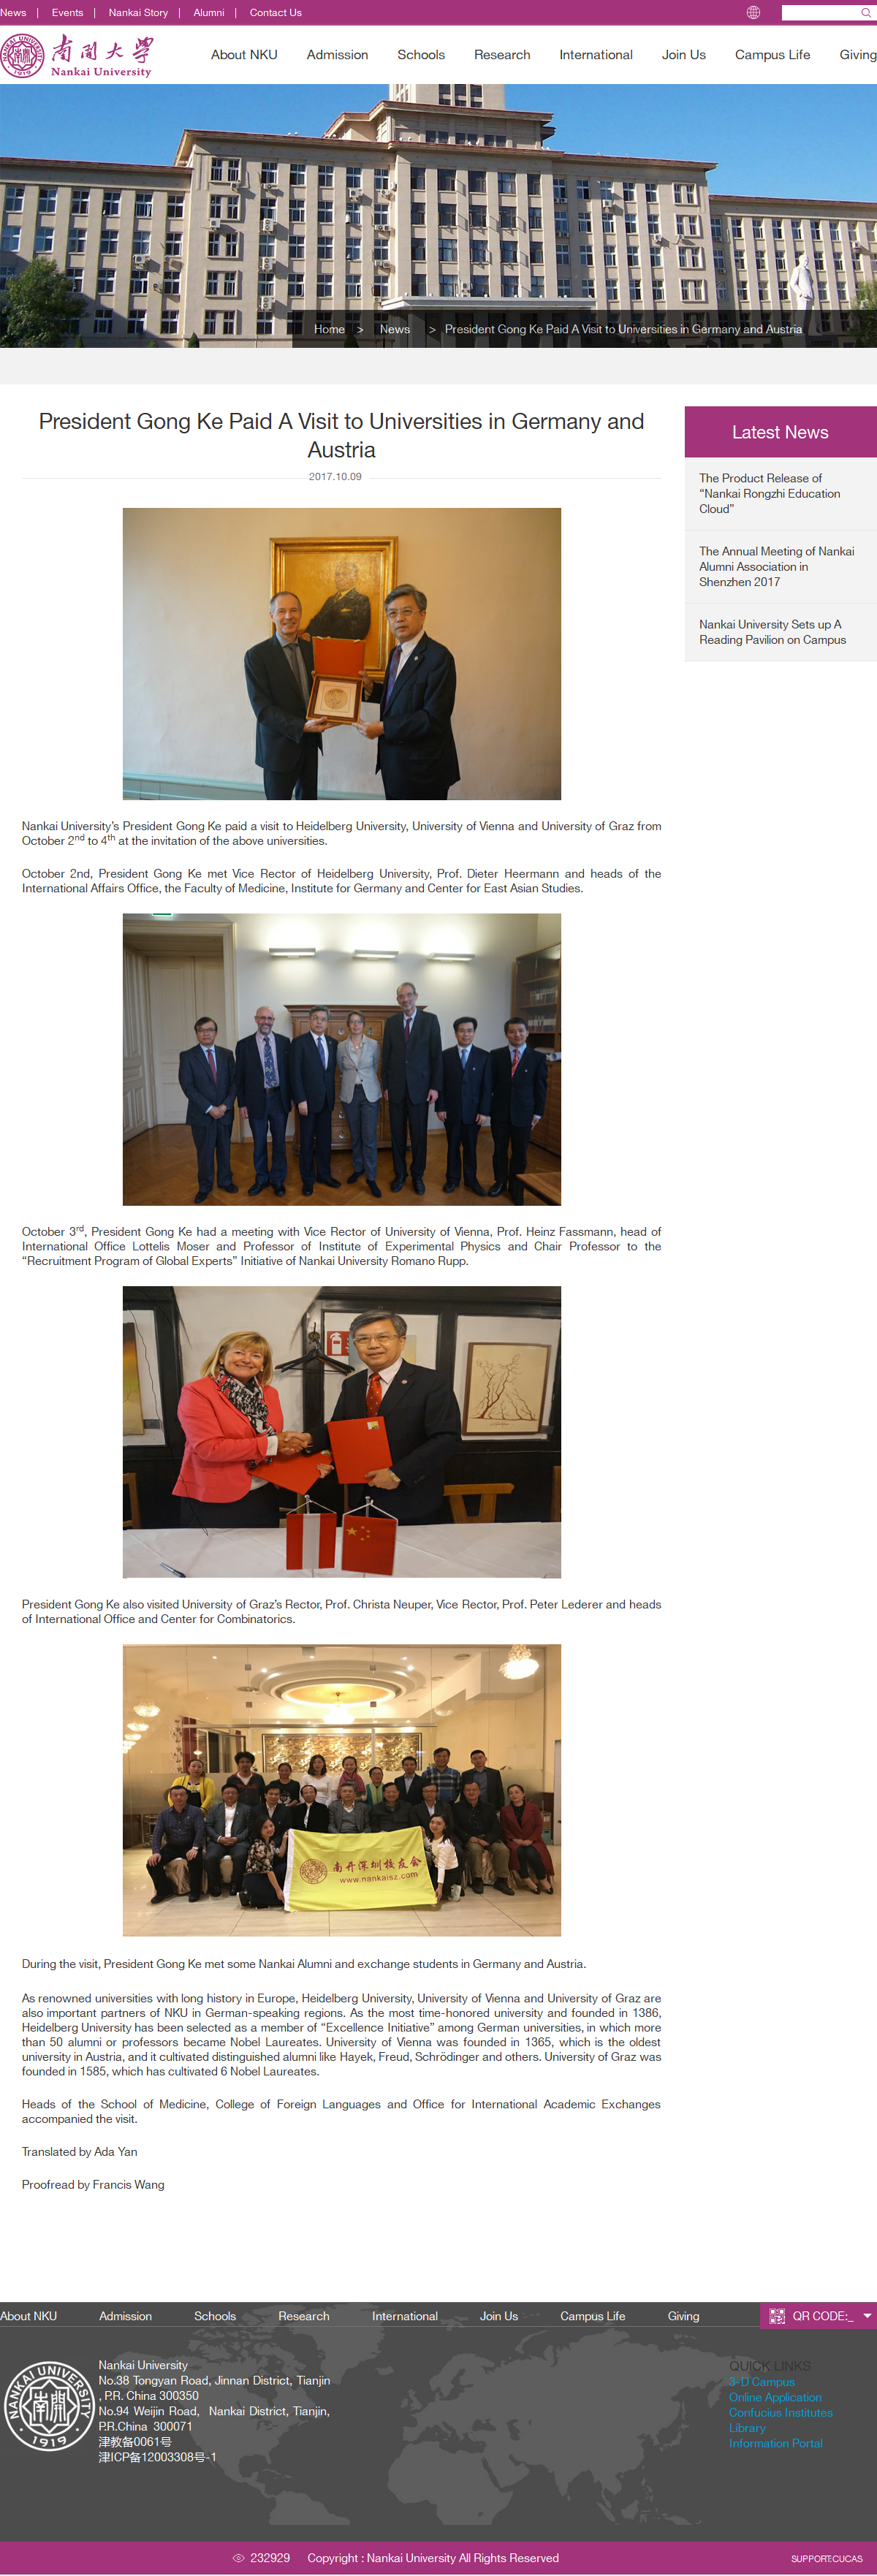 News | Events | Nankai Story | Alumni | Contact Us
NANKAI UNIVERSITY
1919
南開大學
Nankai University
About NKU Admission Schools Research International Join Us Campus Life Giving
Home > News > President Gong Ke Paid A Visit to Universities in Germany and Austria
President Gong Ke Paid A Visit to Universities in Germany and
Austria
2017.10.09
Nankai University’s President Gong Ke paid a visit to Heidelberg University, University of Vienna and University of Graz from
October 2nd to 4th at the invitation of the above universities.
October 2nd, President Gong Ke met Vice Rector of Heidelberg University, Prof. Dieter Heermann and heads of the
International Affairs Office, the Faculty of Medicine, Institute for Germany and Center for East Asian Studies.
October 3rd, President Gong Ke had a meeting with Vice Rector of University of Vienna, Prof. Heinz Fassmann, head of
International Office Lottelis Moser and Professor of Institute of Experimental Physics and Chair Professor to the
“Recruitment Program of Global Experts” Initiative of Nankai University Romano Rupp.
President Gong Ke also visited University of Graz’s Rector, Prof. Christa Neuper, Vice Rector, Prof. Peter Lederer and heads
of International Office and Center for Combinatorics.
南开深圳校友会
www.nankaisz.com
During the visit, President Gong Ke met some Nankai Alumni and exchange students in Germany and Austria.
As renowned universities with long history in Europe, Heidelberg University, University of Vienna and University of Graz are
also important partners of NKU in German-speaking regions. As the most time-honored university and founded in 1386,
Heidelberg University has been selected as a member of “Excellence Initiative” among German universities, in which more
than 50 alumni or professors became Nobel Laureates. University of Vienna was founded in 1365, which is the oldest
university in Austria, and it cultivated distinguished alumni like Hayek, Freud, Schrödinger and others. University of Graz was
founded in 1585, which has cultivated 6 Nobel Laureates.
Heads of the School of Medicine, College of Foreign Languages and Office for International Academic Exchanges
accompanied the visit.
Translated by Ada Yan
Proofread by Francis Wang
Latest News
The Product Release of
“Nankai Rongzhi Education
Cloud”
The Annual Meeting of Nankai
Alumni Association in
Shenzhen 2017
Nankai University Sets up A
Reading Pavilion on Campus
About NKU Admission Schools Research International Join Us Campus Life Giving
QR CODE:_
NANKAI UNIVERSITY
南開
1919
Nankai University
No.38 Tongyan Road, Jinnan District, Tianjin
, P.R. China 300350
No.94 Weijin Road, Nankai District, Tianjin,
P.R.China 300071
津教备0061号
津ICP备12003308号-1
QUICK LINKS
3-D Campus
Online Application
Confucius Institutes
Library
Information Portal
232929 Copyright : Nankai University All Rights Reserved
SUPPORT:CUCAS